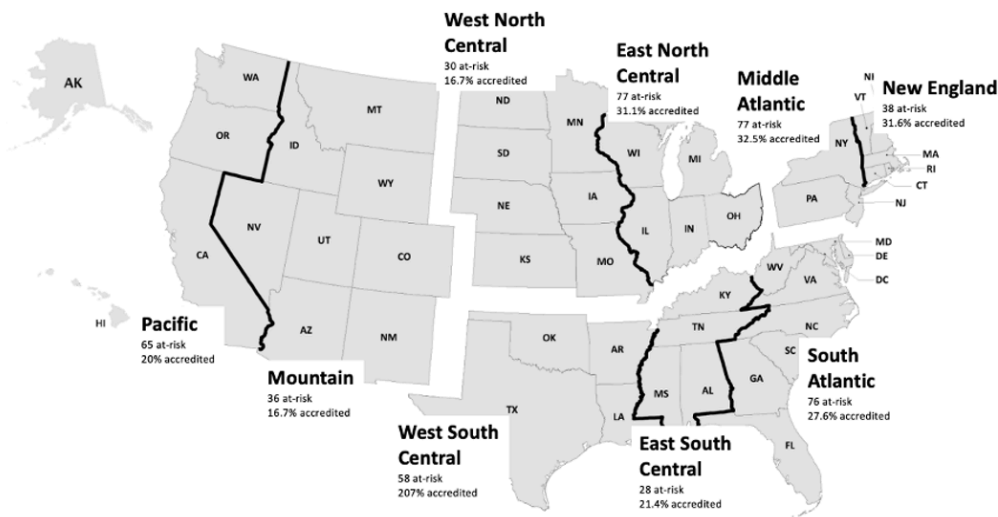 West North
Central
30 at-risk
16.7% accredited
East North
Central
77 at-risk
31.1% accredited
Middle
Atlantic
77 at-risk
32.5% accredited
New England
38 at-risk
31.6% accredited
Pacific
65 at-risk
20% accredited
Mountain
36 at-risk
16.7% accredited
West South
Central
58 at-risk
207% accredited
East South
Central
28 at-risk
21.4% accredited
South
Atlantic
76 at-risk
27.6% accredited
AK
HI
WA
OR
CA
ID
NV
MT
WY
UT
CO
AZ
NM
ND
SD
NE
KS
MN
IA
MO
WI
MI
IL
IN
OH
NY
PA
NI
VT
MA
RI
CT
NJ
MD
DE
DC
WV
VA
KY
TN
NC
SC
GA
FL
MS
AL
OK
AR
TX
LA